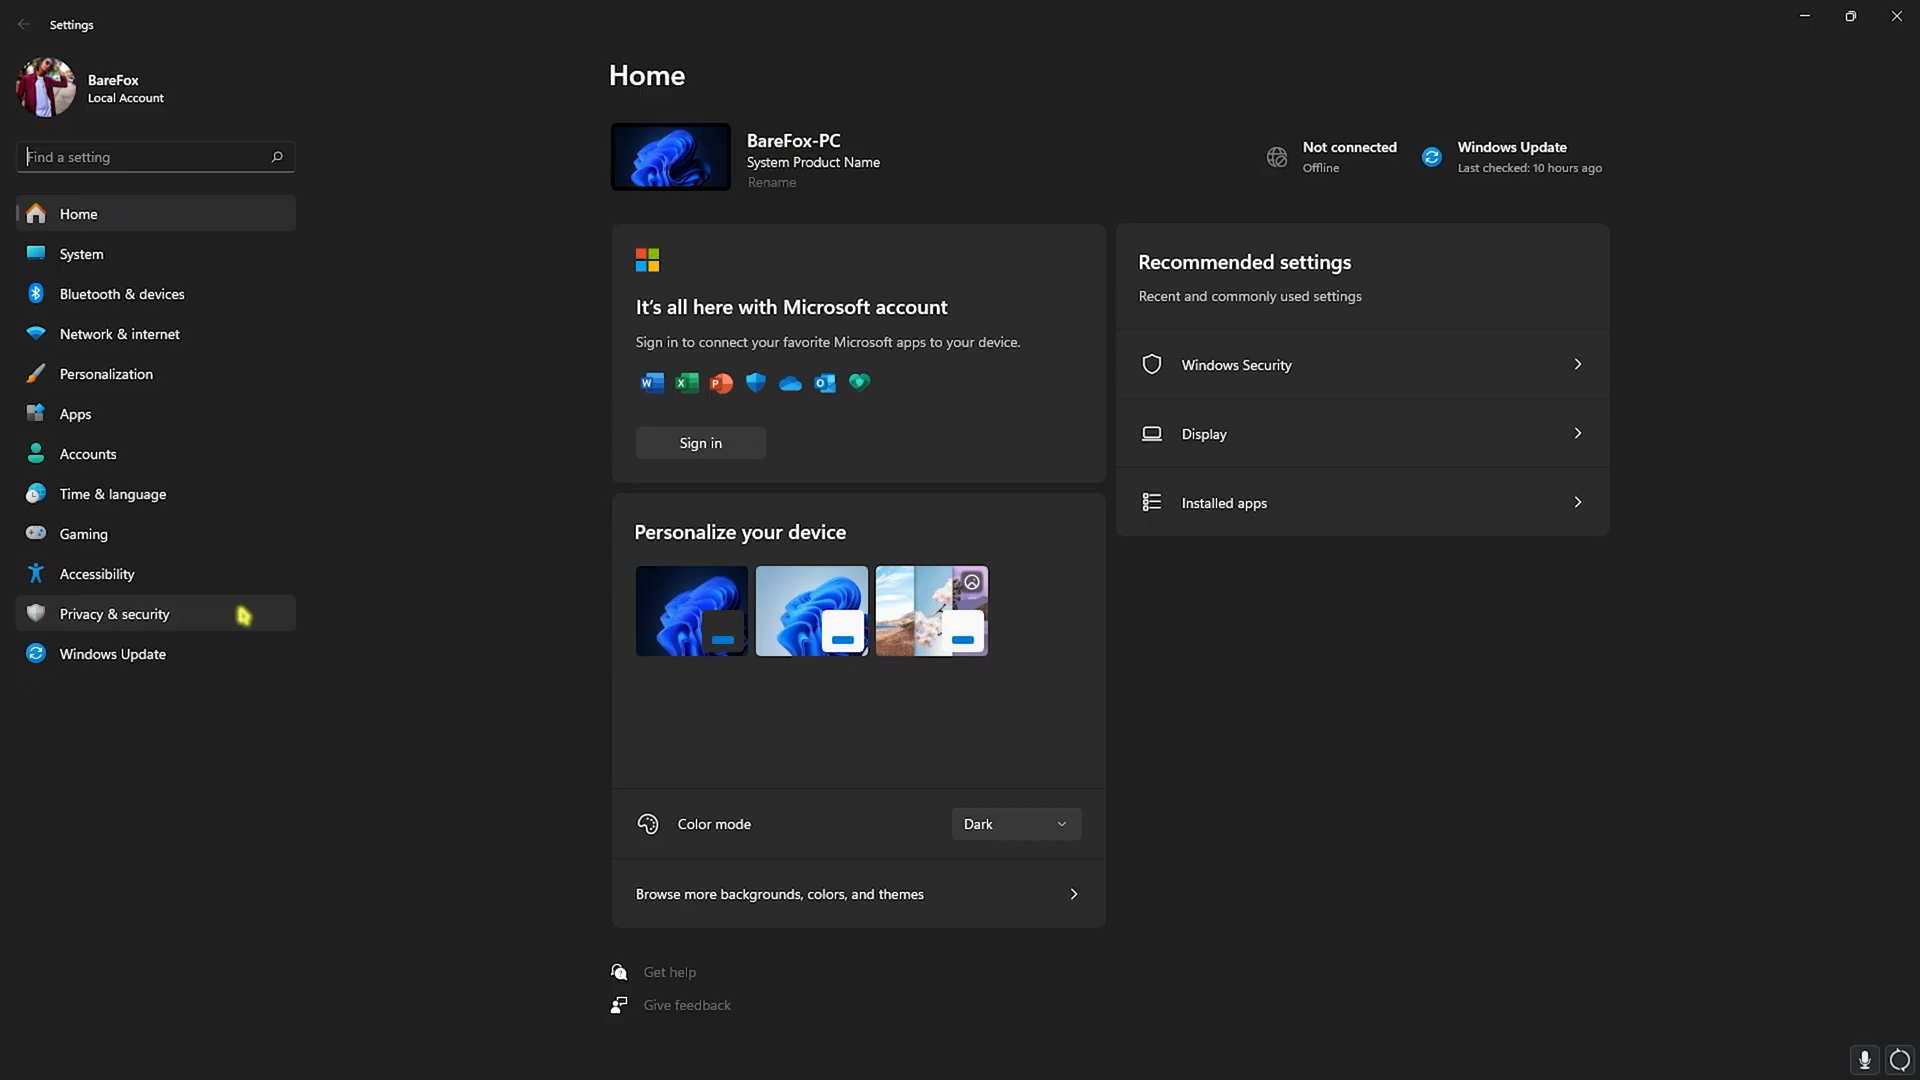 Settings
BareFox
Local Account
Find a setting
Home
System
Bluetooth & devices
Network & internet
Personalization
Apps
Accounts
Time & language
Gaming
Accessibility
Privacy & security
Windows Update
Home
BareFox-PC
System Product Name
Rename
Not connected
Offline
Windows Update
Last checked: 10 hours ago
It's all here with Microsoft account
Sign in to connect your favorite Microsoft apps to your device.
Sign in
Personalize your device
Color mode
Dark
Browse more backgrounds, colors, and themes
Get help
Give feedback
Recommended settings
Recent and commonly used settings
Windows Security
Display
Installed apps